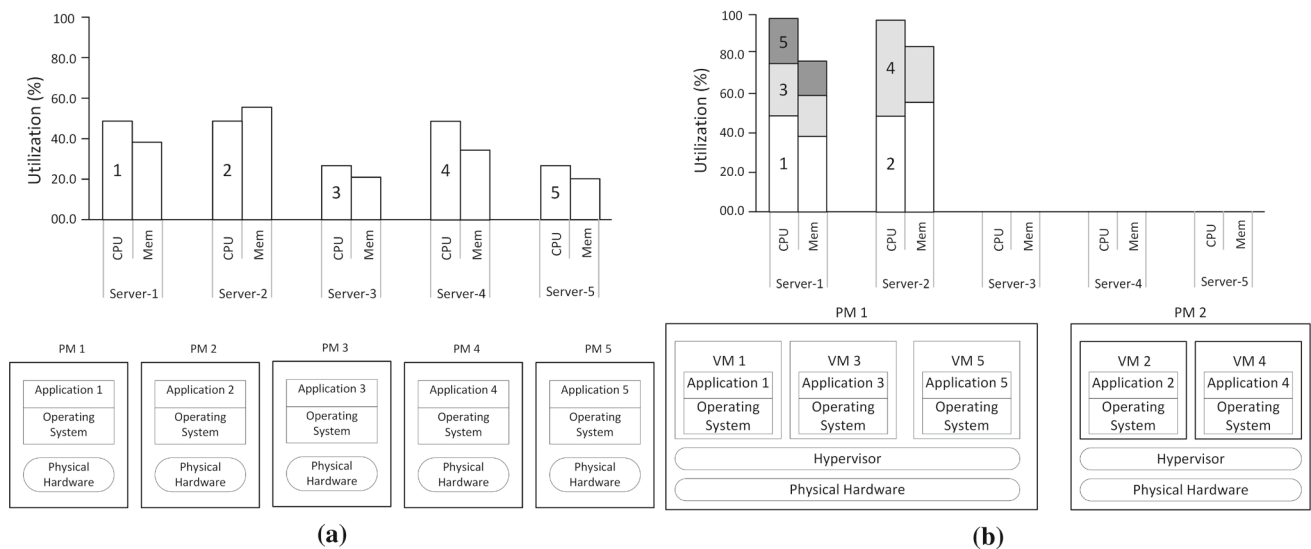 100
80.0
60.0
40.0
20.0
00.0
Utilization (%)
1
2
3
4
5
CPU
Mem
CPU
Mem
CPU
Mem
CPU
Mem
CPU
Mem
Server-1
Server-2
Server-3
Server-4
Server-5
PM 1
PM 2
PM 3
PM 4
PM 5
Application 1
Operating
System
Physical
Hardware
Application 2
Operating
System
Physical
Hardware
Application 3
Operating
System
Physical
Hardware
Application 4
Operating
System
Physical
Hardware
Application 5
Operating
System
Physical
Hardware
(a)
100
80.0
60.0
40.0
20.0
00.0
Utilization (%)
5
3
1
4
2
CPU
Mem
CPU
Mem
CPU
Mem
CPU
Mem
CPU
Mem
Server-1
Server-2
Server-3
Server-4
Server-5
PM 1
VM 1
Application 1
Operating
System
VM 3
Application 3
Operating
System
VM 5
Application 5
Operating
System
Hypervisor
Physical Hardware
PM 2
VM 2
Application 2
Operating
System
VM 4
Application 4
Operating
System
Hypervisor
Physical Hardware
(b)